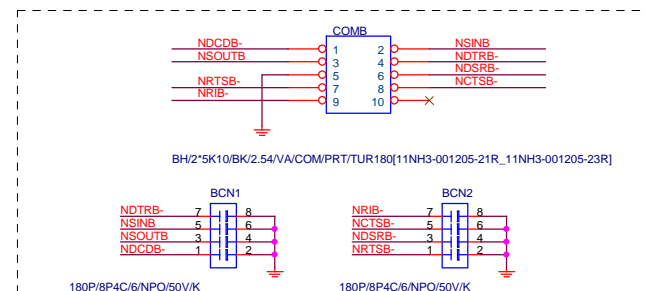 COMB
NDCDB- 1 2 NSINB
NSOUTB 3 4 NDTRB-
5 6 NDSRB-
NRTSB- 7 8 NCTSB-
NRIB- 9 10
BH/2*5K10/BK/2.54/VA/COM/PRT/TUR180[11NH3-001205-21R_11NH3-001205-23R]
BCN1
NDTRB- 7 8
NSINB 5 6
NSOUTB 3 4
NDCDB- 1 2
180P/8P4C/6/NPO/50V/K
BCN2
NRIB- 7 8
NCTSB- 5 6
NDSRB- 3 4
NRTSB- 1 2
180P/8P4C/6/NPO/50V/K